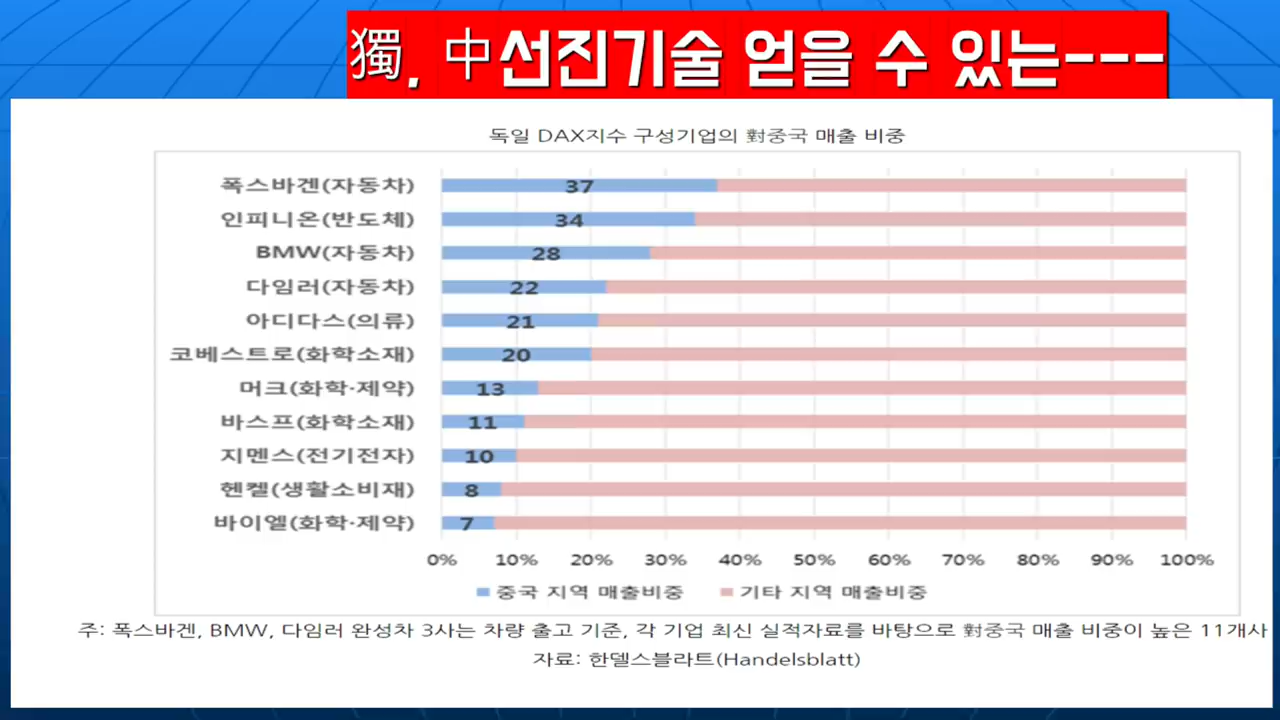 獨, 中선진기술 얻을 수 있는---
독일 DAX지수 구성기업의 對중국 매출 비중
폭스바겐(자동차) 37
인피니온(반도체) 34
BMW(자동차) 28
다임러(자동차) 22
아디다스(의류) 21
코베스트로(화학소재) 20
머크(화학·제약) 13
바스프(화학소재) 11
지멘스(전기전자) 10
헨켈(생활소비재) 8
바이엘(화학·제약) 7
0% 10% 20% 30% 40% 50% 60% 70% 80% 90% 100%
중국 지역 매출비중 기타 지역 매출비중
주: 폭스바겐, BMW, 다임러 완성차 3사는 차량 출고 기준, 각 기업 최신 실적자료를 바탕으로 對중국 매출 비중이 높은 11개사
자료: 한델스블라트(Handelsblatt)